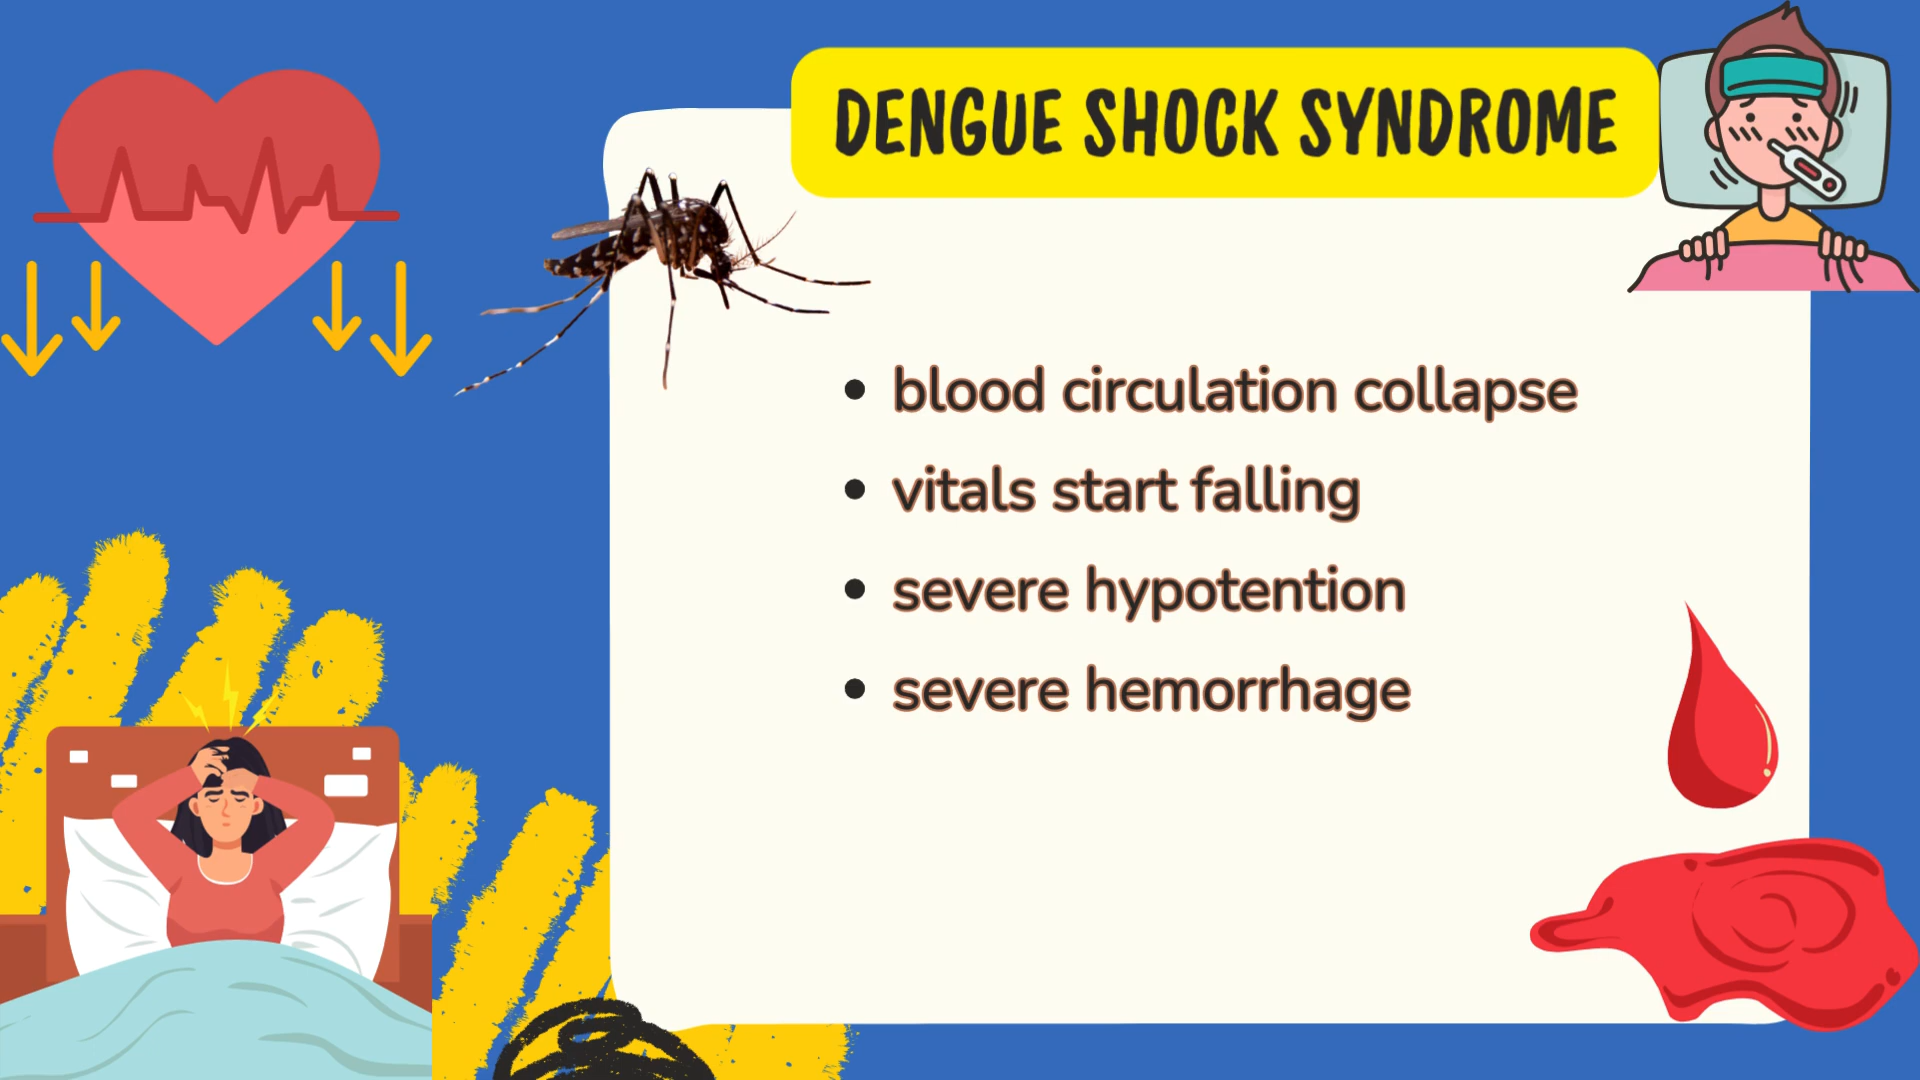 DENGUE SHOCK SYNDROME
• blood circulation collapse
• vitals start falling
• severe hypotention
• severe hemorrhage